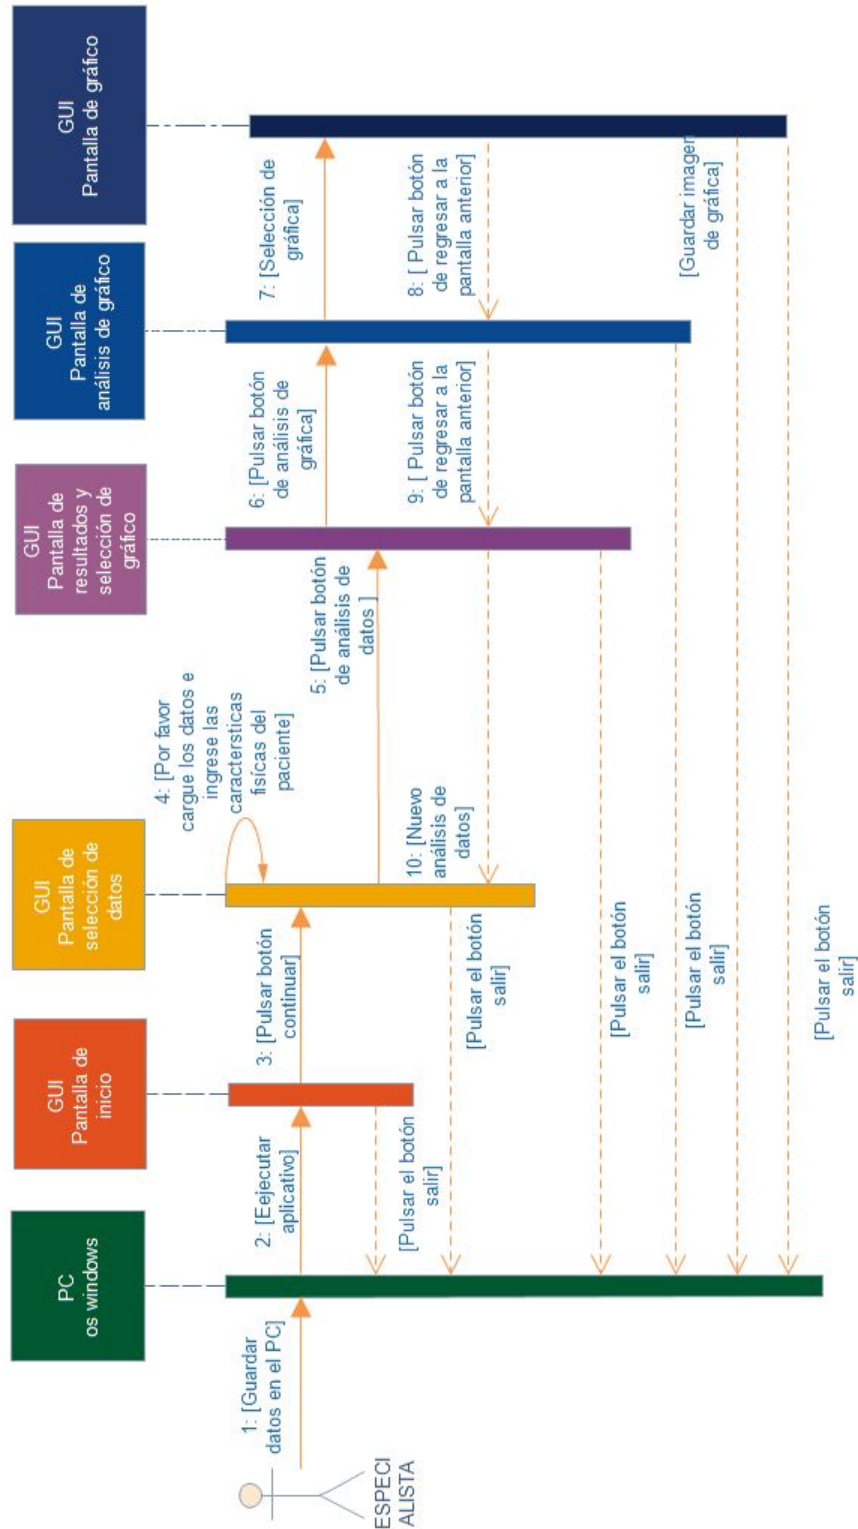 PC
os windows
GUI
Pantalla de
inicio
GUI
Pantalla de
selección de
datos
GUI
Pantalla de
resultados y
selección de
gráfico
GUI
Pantalla de
análisis de gráfico
GUI
Pantalla de gráfico
ESPECI
ALISTA
1: [Guardar
datos en el PC]
2: [Eejecutar
aplicativo]
3: [Pulsar botón
continuar]
4: [Por favor
cargue los datos e
ingrese las
caractersticas
fisícas del
paciente]
5: [Pulsar botón
de análisis de
datos ]
6: [Pulsar botón
de análisis de
gráfica]
7: [Selección de
gráfica]
8: [ Pulsar botón
de regresar a la
pantalla anterior]
9: [ Pulsar botón
de regresar a la
pantalla anterior]
10: [Nuevo
análisis de
datos]
[Pulsar el botón
salir]
[Pulsar el botón
salir]
[Pulsar el botón
salir]
[Pulsar el botón
salir]
[Guardar imagen
de gráfica]
[Pulsar el botón
salir]